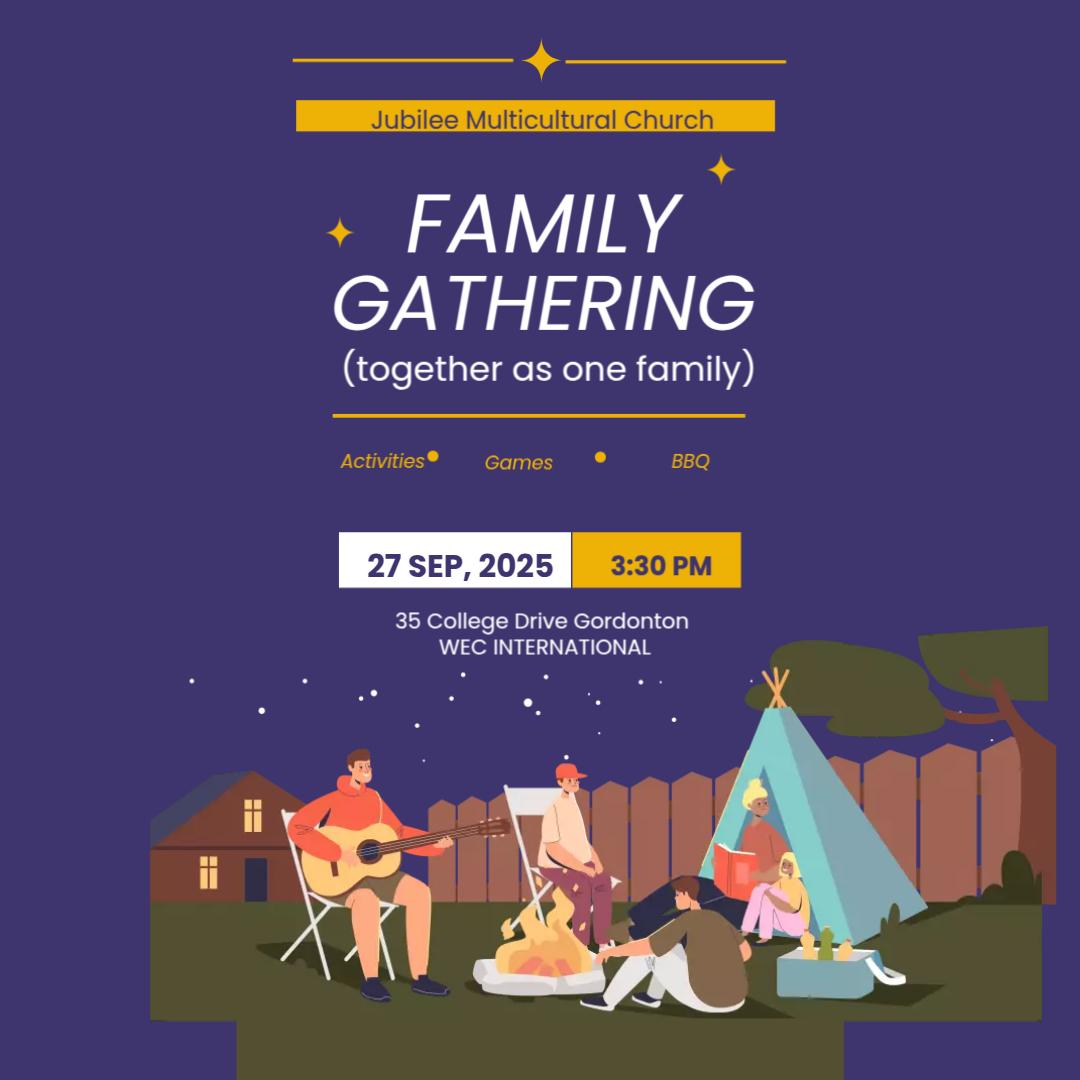 Jubilee Multicultural Church
FAMILY
GATHERING
(together as one family)
Activities Games BBQ
27 SEP, 2025 3:30 PM
35 College Drive Gordonton
WEC INTERNATIONAL